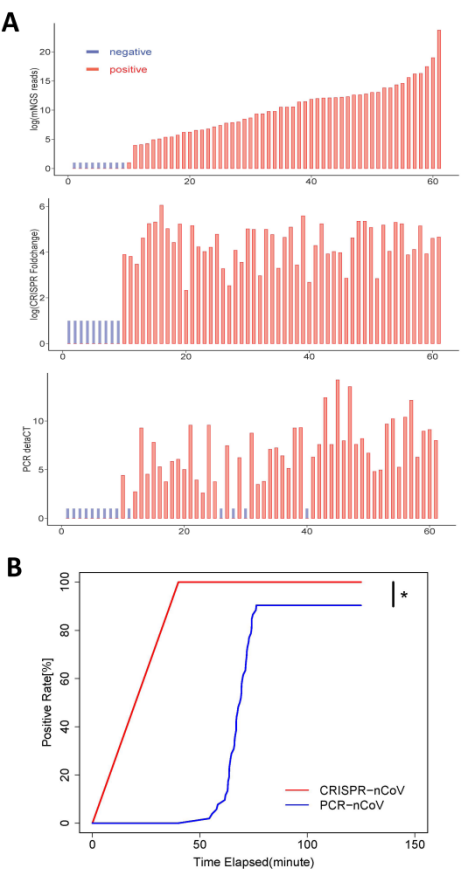 A
negative
positive
log(mNGS reads)
20
15
10
5
0
0 20 40 60
log(CRISPR Foldchange)
6
4
2
0
0 20 40 60
PCR detaCT
10
5
0
0 20 40 60
B
Positive Rate[%]
100
80
60
40
20
0
*
CRISPR-nCoV
PCR-nCoV
0 50 100 150
Time Elapsed(minute)